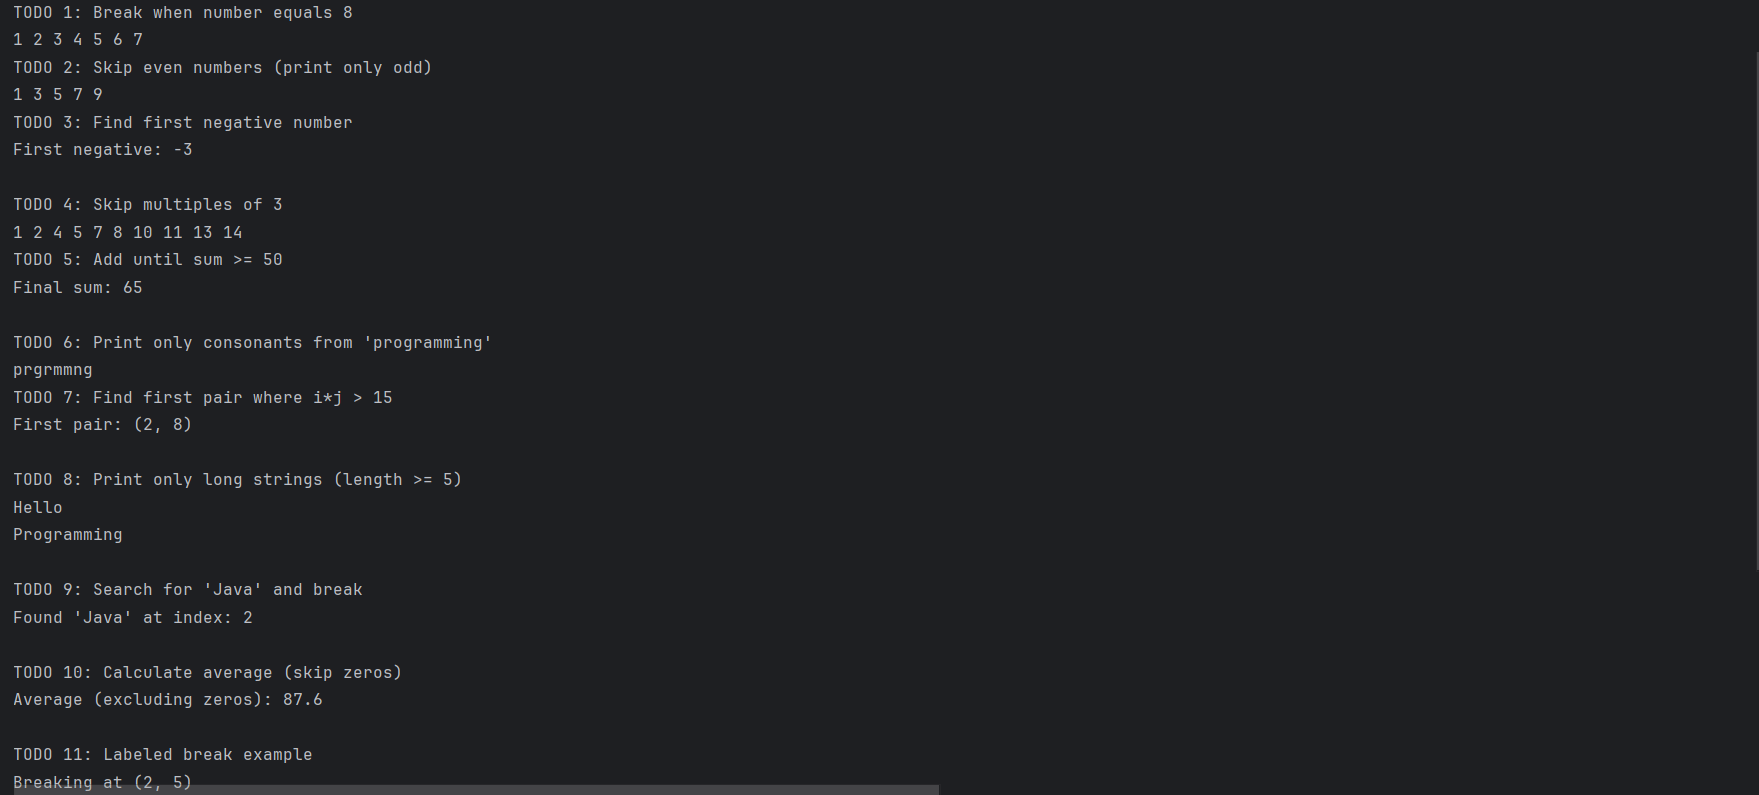 TODO 1: Break when number equals 8
1 2 3 4 5 6 7
TODO 2: Skip even numbers (print only odd)
1 3 5 7 9
TODO 3: Find first negative number
First negative: -3
TODO 4: Skip multiples of 3
1 2 4 5 7 8 10 11 13 14
TODO 5: Add until sum >= 50
Final sum: 65
TODO 6: Print only consonants from 'programming'
prgrmmng
TODO 7: Find first pair where i*j > 15
First pair: (2, 8)
TODO 8: Print only long strings (length >= 5)
Hello
Programming
TODO 9: Search for 'Java' and break
Found 'Java' at index: 2
TODO 10: Calculate average (skip zeros)
Average (excluding zeros): 87.6
TODO 11: Labeled break example
Breaking at (2, 5)